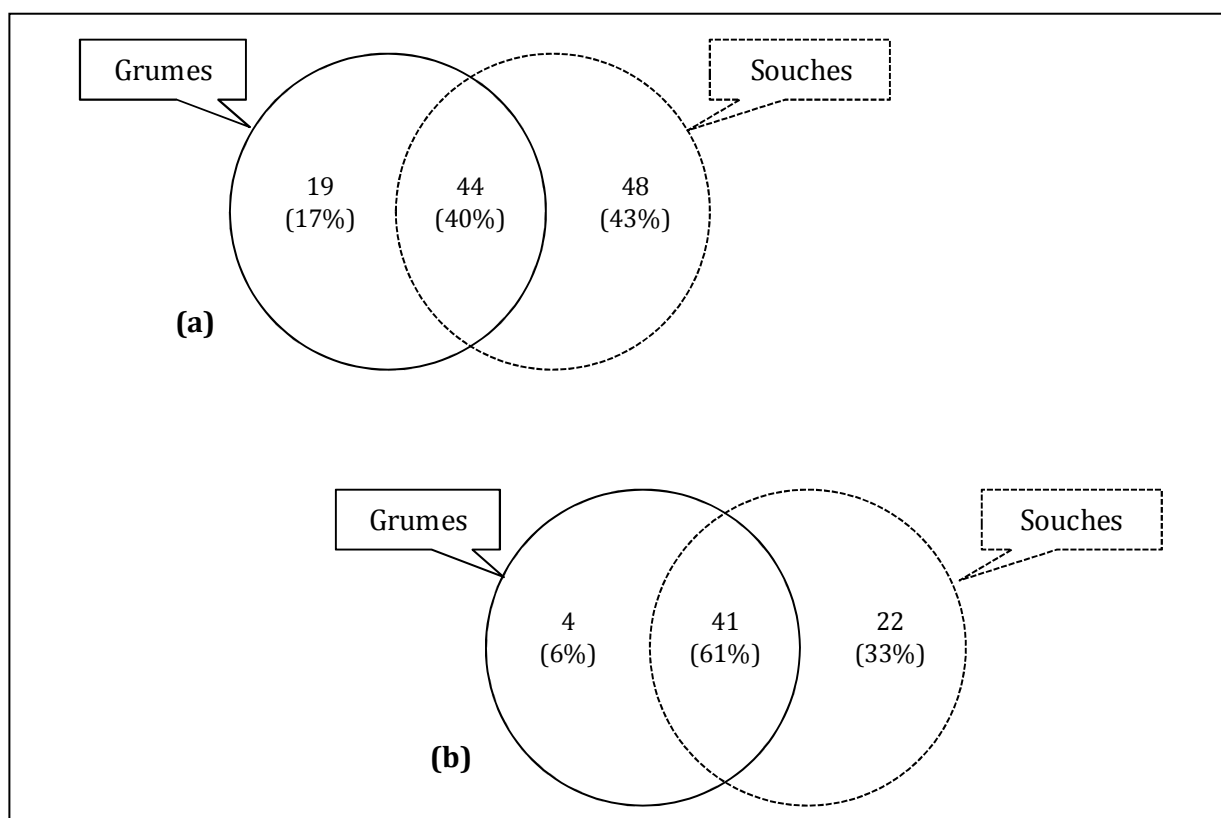 Grumes
Souches
19
(17%)
44
(40%)
48
(43%)
(a)
Grumes
Souches
4
(6%)
41
(61%)
22
(33%)
(b)